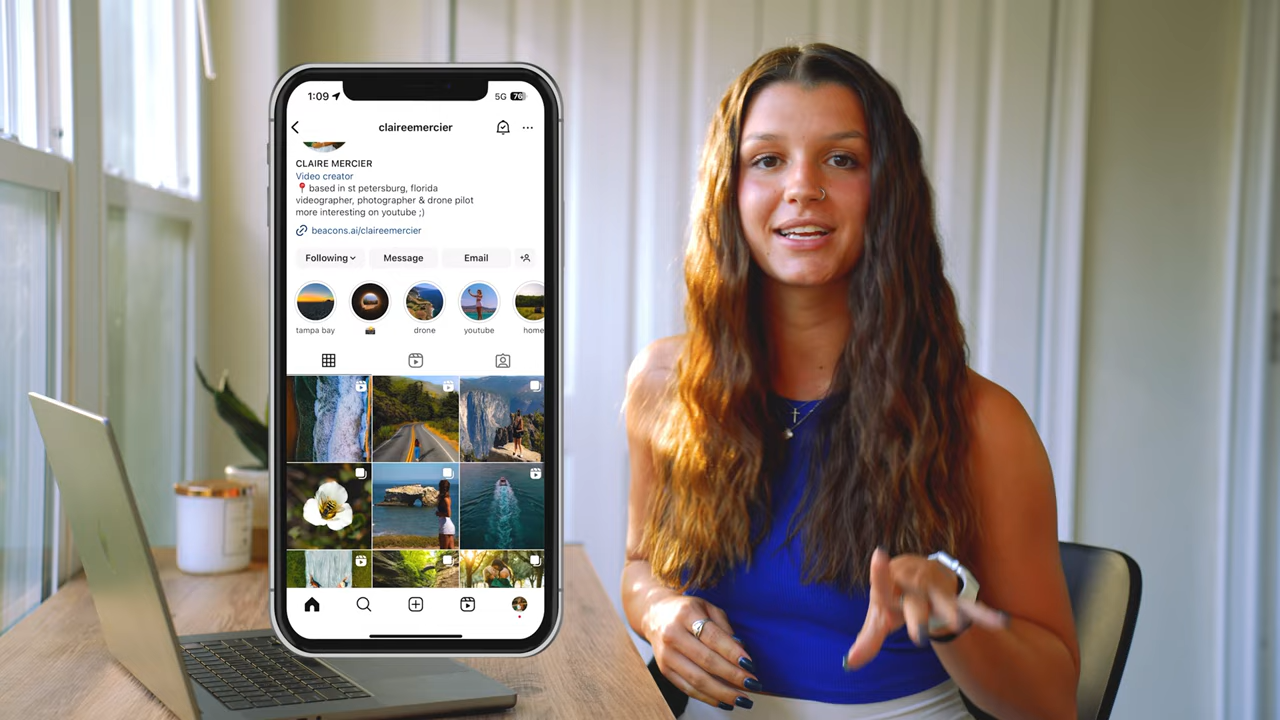 1:09
5G 76
claireemercier
CLAIRE MERCIER
Video creator
📍 based in st petersburg, florida
videographer, photographer & drone pilot
more interesting on youtube ;)
beacons.ai/claireemercier
Following
Message
Email
tampa bay
📸
drone
youtube
home